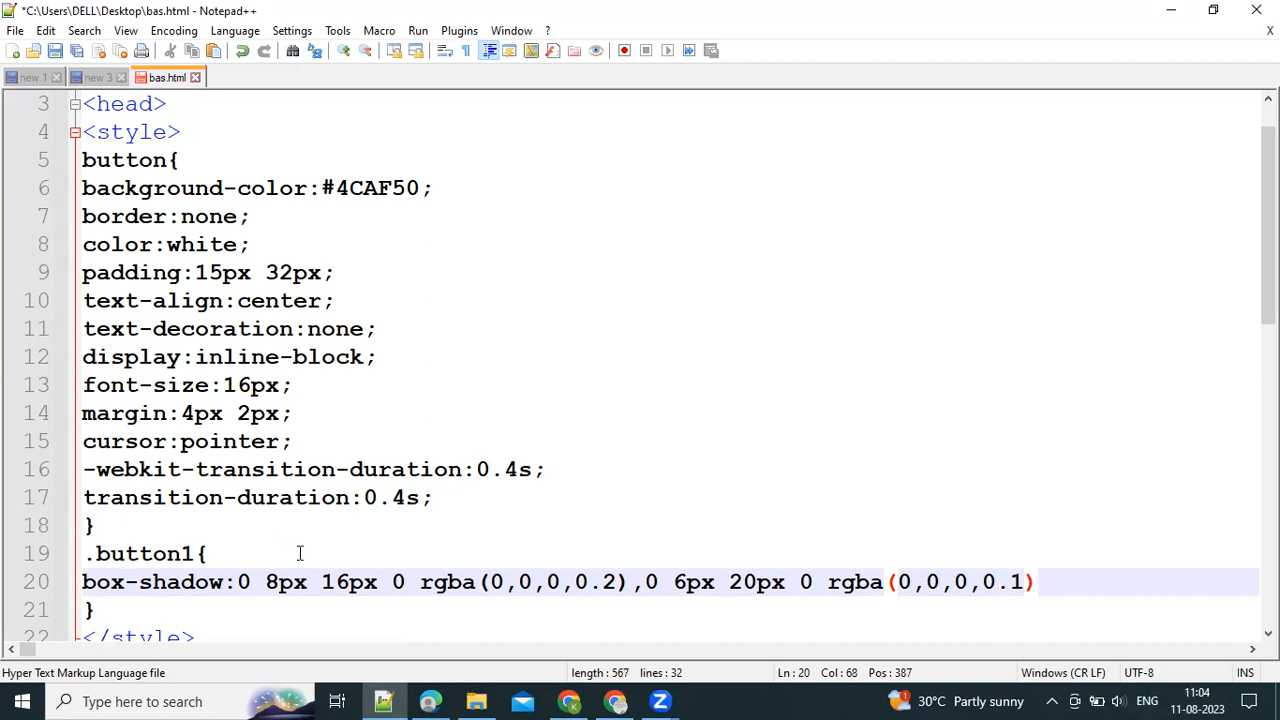 *C:\Users\DELL\Desktop\bas.html - Notepad++
File Edit Search View Encoding Language Settings Tools Macro Run Plugins Window ? X
new 1 new 3 bas.html
3 <head>
4 <style>
5 button{
6 background-color:#4CAF50;
7 border:none;
8 color:white;
9 padding:15px 32px;
10 text-align:center;
11 text-decoration:none;
12 display:inline-block;
13 font-size:16px;
14 margin:4px 2px;
15 cursor:pointer;
16 -webkit-transition-duration:0.4s;
17 transition-duration:0.4s;
18 }
19 .button1{
20 box-shadow:0 8px 16px 0 rgba(0,0,0,0.2),0 6px 20px 0 rgba(0,0,0,0.1)
21 }
22 </style>
Hyper Text Markup Language file length : 567 lines : 32 Ln : 20 Col : 68 Pos : 387 Windows (CR LF) UTF-8 INS
Type here to search 30°C Partly sunny ENG 11:04
11-08-2023